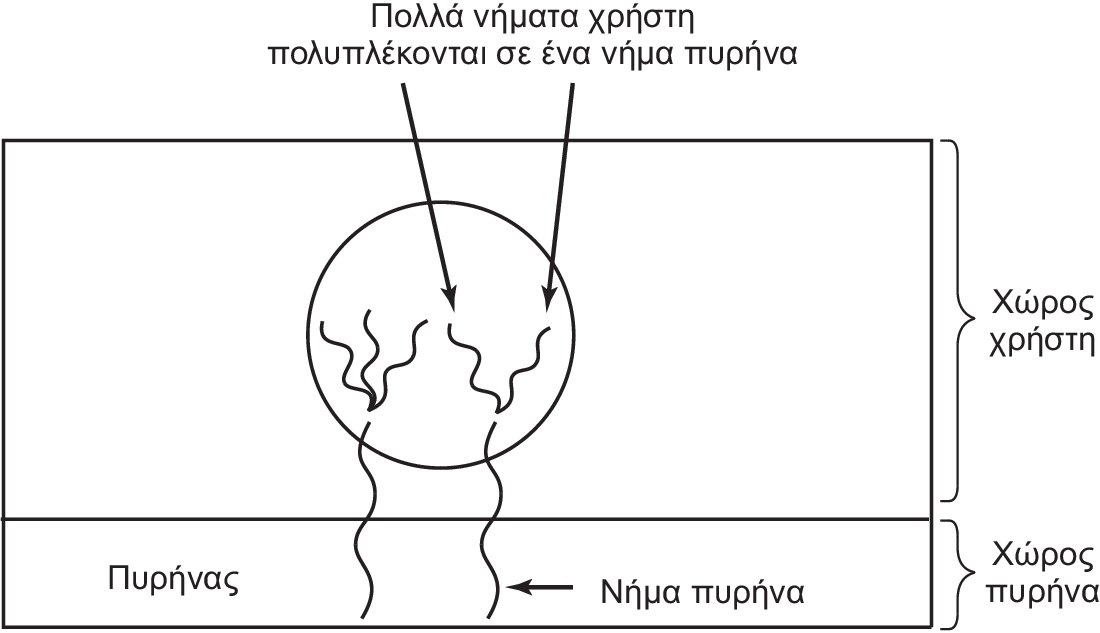 Πολλά νήματα χρήστη
πολυπλέκονται σε ένα νήμα πυρήνα
Χώρος
χρήστη
Πυρήνας
Νήμα πυρήνα
Χώρος
πυρήνα